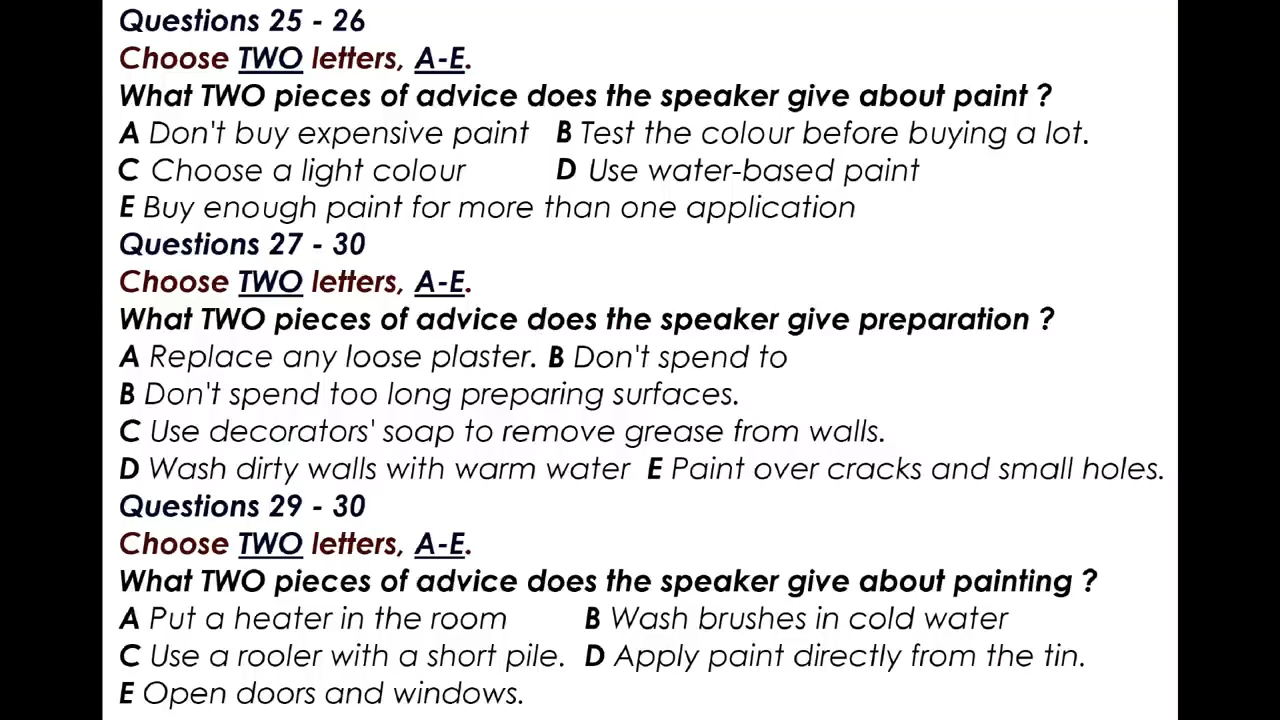 Questions 25 - 26
Choose TWO letters, A-E.
What TWO pieces of advice does the speaker give about paint ?
A Don't buy expensive paint B Test the colour before buying a lot.
C Choose a light colour D Use water-based paint
E Buy enough paint for more than one application
Questions 27 - 30
Choose TWO letters, A-E.
What TWO pieces of advice does the speaker give preparation ?
A Replace any loose plaster. B Don't spend to
B Don't spend too long preparing surfaces.
C Use decorators' soap to remove grease from walls.
D Wash dirty walls with warm water E Paint over cracks and small holes.
Questions 29 - 30
Choose TWO letters, A-E.
What TWO pieces of advice does the speaker give about painting ?
A Put a heater in the room B Wash brushes in cold water
C Use a rooler with a short pile. D Apply paint directly from the tin.
E Open doors and windows.